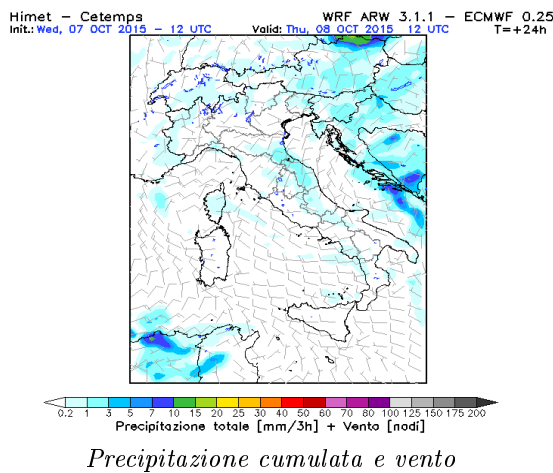 Himet – Cetemps WRF ARW 3.1.1 – ECMWF 0.25
Init.: Wed, 07 OCT 2015 – 12 UTC Valid: Thu, 08 OCT 2015 12 UTC T=+24h
0.2 1 3 5 7 10 15 20 25 30 40 50 60 70 80 100 125 150 175 200
Precipitazione totale [mm/3h] + Vento [nodi]
Precipitazione cumulata e vento